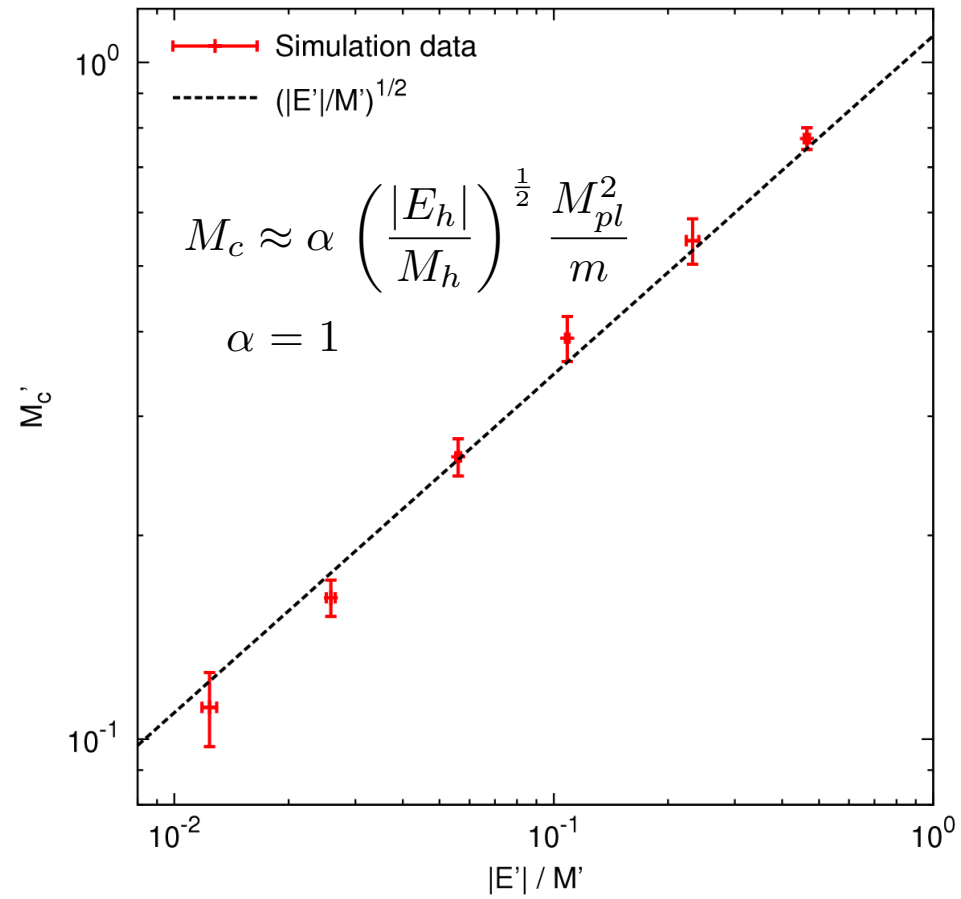 Simulation data
(|E'|/M')^{1/2}
M_c ≈ α (|E_h|/M_h)^{1/2} M_{pl}^2/m
α = 1
10^0
10^{-1}
M_c'
10^{-2} 10^{-1} 10^0
|E'| / M'